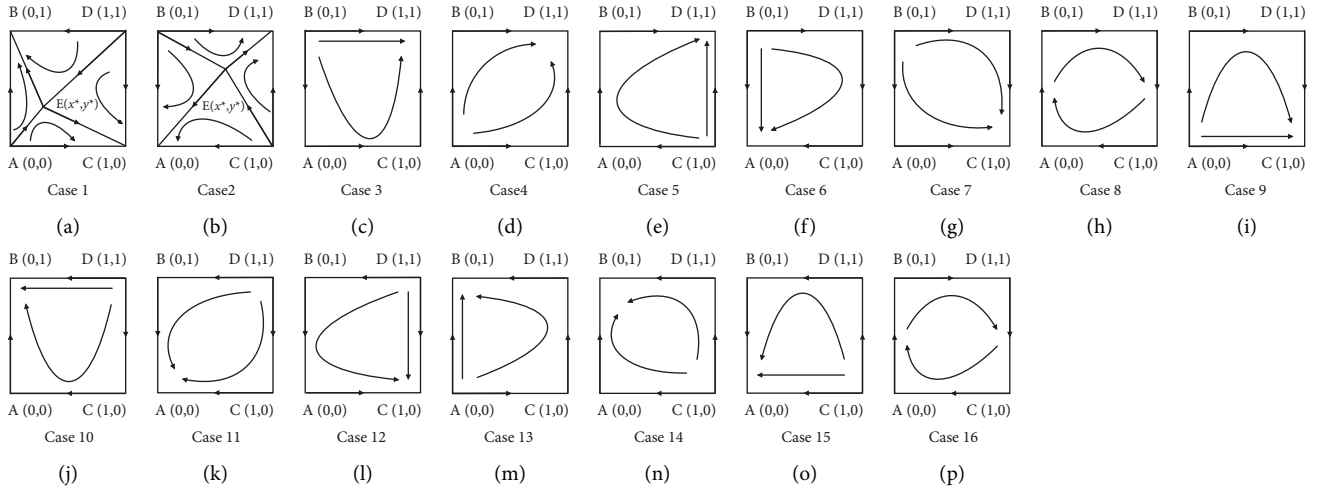 B (0,1) D (1,1) B (0,1) D (1,1) B (0,1) D (1,1) B (0,1) D (1,1) B (0,1) D (1,1) B (0,1) D (1,1) B (0,1) D (1,1) B (0,1) D (1,1) B (0,1) D (1,1)
E(x*,y*) E(x*,y*)
A (0,0) C (1,0) A (0,0) C (1,0) A (0,0) C (1,0) A (0,0) C (1,0) A (0,0) C (1,0) A (0,0) C (1,0) A (0,0) C (1,0) A (0,0) C (1,0) A (0,0) C (1,0)
Case 1 Case2 Case 3 Case4 Case 5 Case 6 Case 7 Case 8 Case 9
(a) (b) (c) (d) (e) (f) (g) (h) (i)
B (0,1) D (1,1) B (0,1) D (1,1) B (0,1) D (1,1) B (0,1) D (1,1) B (0,1) D (1,1) B (0,1) D (1,1) B (0,1) D (1,1)
A (0,0) C (1,0) A (0,0) C (1,0) A (0,0) C (1,0) A (0,0) C (1,0) A (0,0) C (1,0) A (0,0) C (1,0) A (0,0) C (1,0)
Case 10 Case 11 Case 12 Case 13 Case 14 Case 15 Case 16
(j) (k) (l) (m) (n) (o) (p)